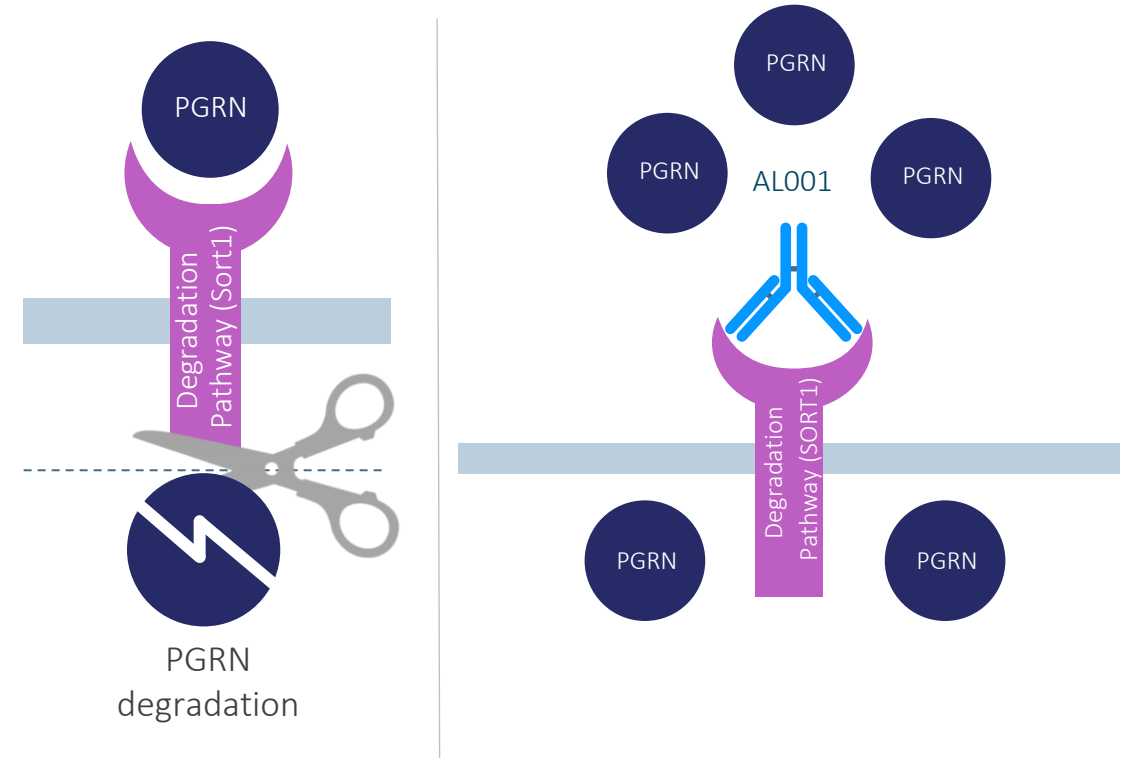 PGRN
Degradation
Pathway (Sort1)
PGRN
degradation
PGRN
PGRN
AL001
PGRN
Degradation
Pathway (SORT1)
PGRN
PGRN